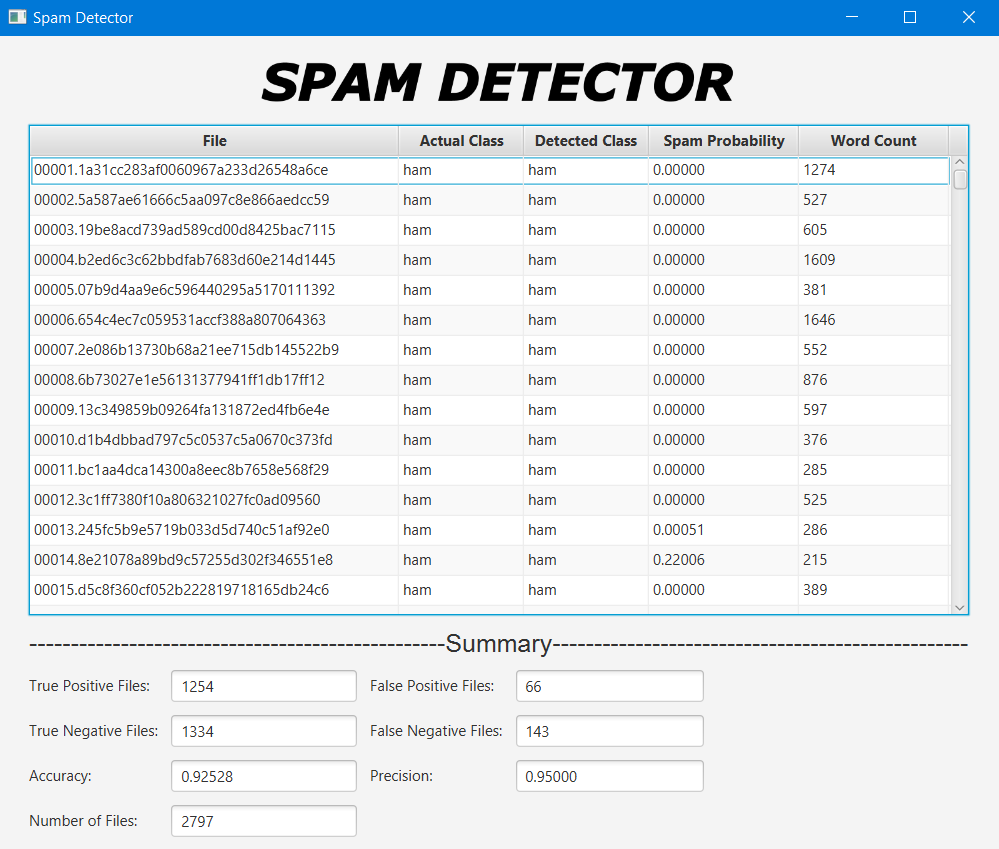 Spam Detector
SPAM DETECTOR
File Actual Class Detected Class Spam Probability Word Count
00001.1a31cc283af0060967a233d26548a6ce ham ham 0.00000 1274
00002.5a587ae61666c5aa097c8e866aedcc59 ham ham 0.00000 527
00003.19be8acd739ad589cd00d8425bac7115 ham ham 0.00000 605
00004.b2ed6c3c62bbdfab7683d60e214d1445 ham ham 0.00000 1609
00005.07b9d4aa9e6c596440295a5170111392 ham ham 0.00000 381
00006.654c4ec7c059531accf388a807064363 ham ham 0.00000 1646
00007.2e086b13730b68a21ee715db145522b9 ham ham 0.00000 552
00008.6b73027e1e56131377941ff1db17ff12 ham ham 0.00000 876
00009.13c349859b09264fa131872ed4fb6e4e ham ham 0.00000 597
00010.d1b4dbbad797c5c0537c5a0670c373fd ham ham 0.00000 376
00011.bc1aa4dca14300a8eec8b7658e568f29 ham ham 0.00000 285
00012.3c1ff7380f10a806321027fc0ad09560 ham ham 0.00000 525
00013.245fc5b9e5719b033d5d740c51af92e0 ham ham 0.00051 286
00014.8e21078a89bd9c57255d302f346551e8 ham ham 0.22006 215
00015.d5c8f360cf052b222819718165db24c6 ham ham 0.00000 389
Summary
True Positive Files: 1254 False Positive Files: 66
True Negative Files: 1334 False Negative Files: 143
Accuracy: 0.92528 Precision: 0.95000
Number of Files: 2797